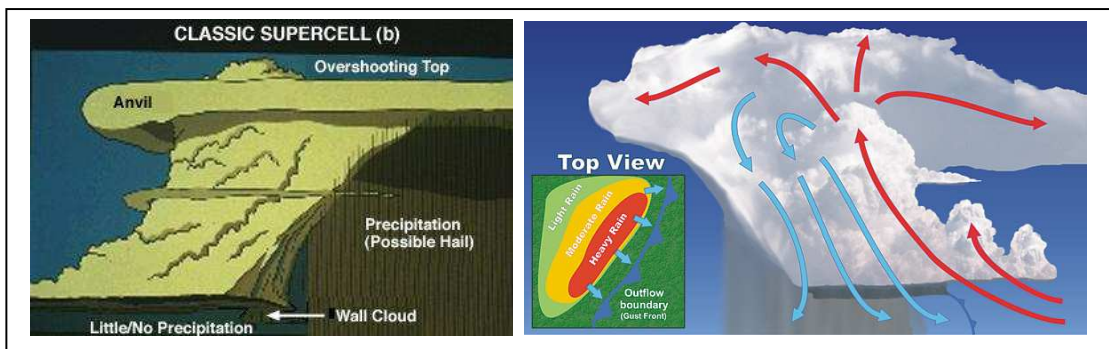 CLASSIC SUPERCELL (b)
Overshooting Top
Anvil
Precipitation
(Possible Hail)
Wall Cloud
Little/No Precipitation
Top View
Light Rain
Moderate Rain
Heavy Rain
Outflow
boundary
(Gust Front)